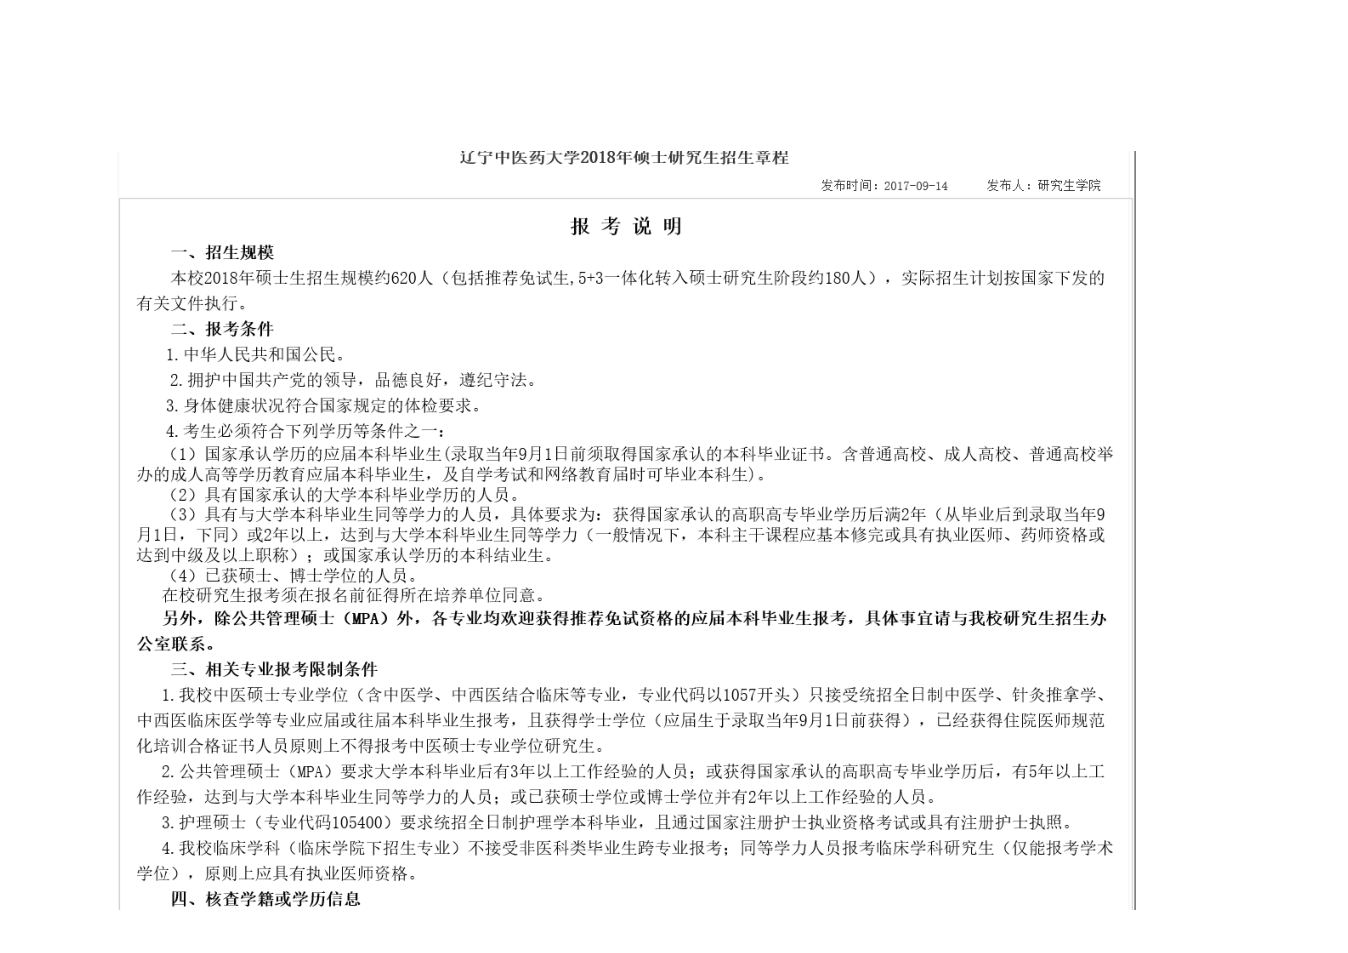 辽宁中医药大学2018年硕士研究生招生章程
发布时间：2017-09-14 发布人：研究生学院
报 考 说 明
一、招生规模
本校2018年硕士生招生规模约620人（包括推荐免试生,5+3一体化转入硕士研究生阶段约180人），实际招生计划按国家下发的
有关文件执行。
二、报考条件
1.中华人民共和国公民。
2.拥护中国共产党的领导，品德良好，遵纪守法。
3.身体健康状况符合国家规定的体检要求。
4.考生必须符合下列学历等条件之一：
（1）国家承认学历的应届本科毕业生(录取当年9月1日前须取得国家承认的本科毕业证书。含普通高校、成人高校、普通高校举
办的成人高等学历教育应届本科毕业生，及自学考试和网络教育届时可毕业本科生)。
（2）具有国家承认的大学本科毕业学历的人员。
（3）具有与大学本科毕业生同等学力的人员，具体要求为：获得国家承认的高职高专毕业学历后满2年（从毕业后到录取当年9
月1日，下同）或2年以上，达到与大学本科毕业生同等学力（一般情况下，本科主干课程应基本修完或具有执业医师、药师资格或
达到中级及以上职称）；或国家承认学历的本科结业生。
（4）已获硕士、博士学位的人员。
在校研究生报考须在报名前征得所在培养单位同意。
另外，除公共管理硕士（MPA）外，各专业均欢迎获得推荐免试资格的应届本科毕业生报考，具体事宜请与我校研究生招生办
公室联系。
三、相关专业报考限制条件
1.我校中医硕士专业学位（含中医学、中西医结合临床等专业，专业代码以1057开头）只接受统招全日制中医学、针灸推拿学、
中西医临床医学等专业应届或往届本科毕业生报考，且获得学士学位（应届生于录取当年9月1日前获得），已经获得住院医师规范
化培训合格证书人员原则上不得报考中医硕士专业学位研究生。
2.公共管理硕士（MPA）要求大学本科毕业后有3年以上工作经验的人员；或获得国家承认的高职高专毕业学历后，有5年以上工
作经验，达到与大学本科毕业生同等学力的人员；或已获硕士学位或博士学位并有2年以上工作经验的人员。
3.护理硕士（专业代码105400）要求统招全日制护理学本科毕业，且通过国家注册护士执业资格考试或具有注册护士执照。
4.我校临床学科（临床学院下招生专业）不接受非医科类毕业生跨专业报考；同等学力人员报考临床学科研究生（仅能报考学术
学位），原则上应具有执业医师资格。
四、核查学籍或学历信息